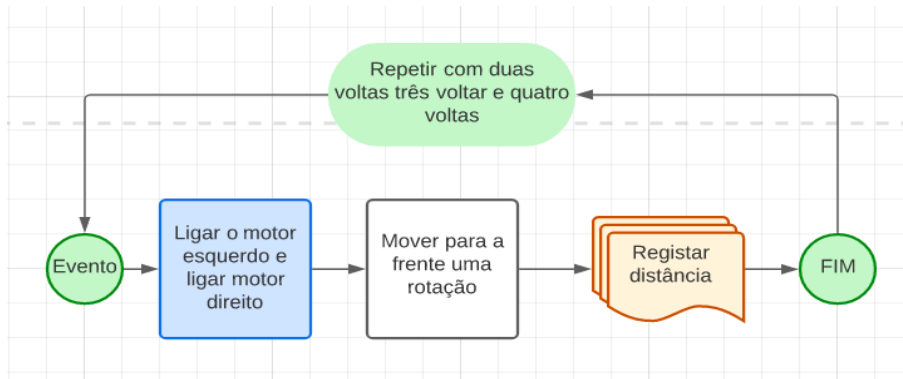 Repetir com duas
voltas três voltar e quatro
voltas
Evento
Ligar o motor
esquerdo e
ligar motor
direito
Mover para a
frente uma
rotação
Registar
distância
FIM